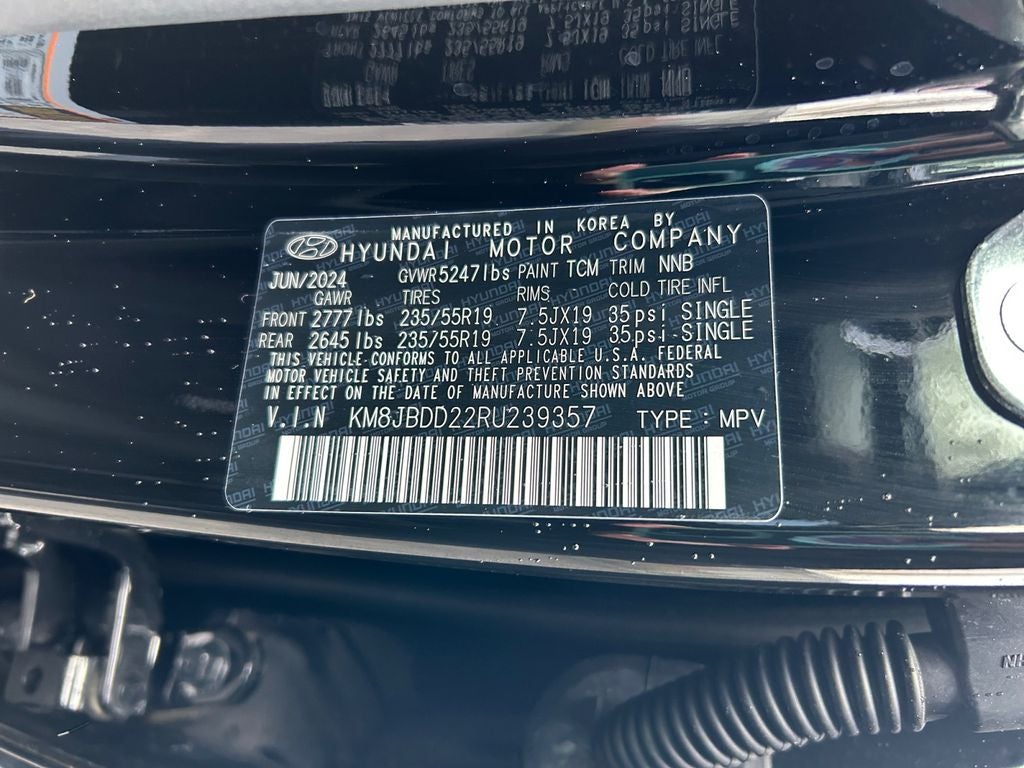 MANUFACTURED IN KOREA BY
HYUNDAI MOTOR COMPANY
JUN/2024 GVWR 5247lbs PAINT TCM TRIM NNB
GAWR TIRES RIMS COLD TIRE INFL
FRONT 2777lbs 235/55R19 7.5JX19 35psi SINGLE
REAR 2645lbs 235/55R19 7.5JX19 35psi SINGLE
THIS VEHICLE CONFORMS TO ALL APPLICABLE U.S.A. FEDERAL
MOTOR VEHICLE SAFETY AND THEFT PREVENTION STANDARDS
IN EFFECT ON THE DATE OF MANUFACTURE SHOWN ABOVE
V.I.N KM8JBDD22RU239357 TYPE : MPV